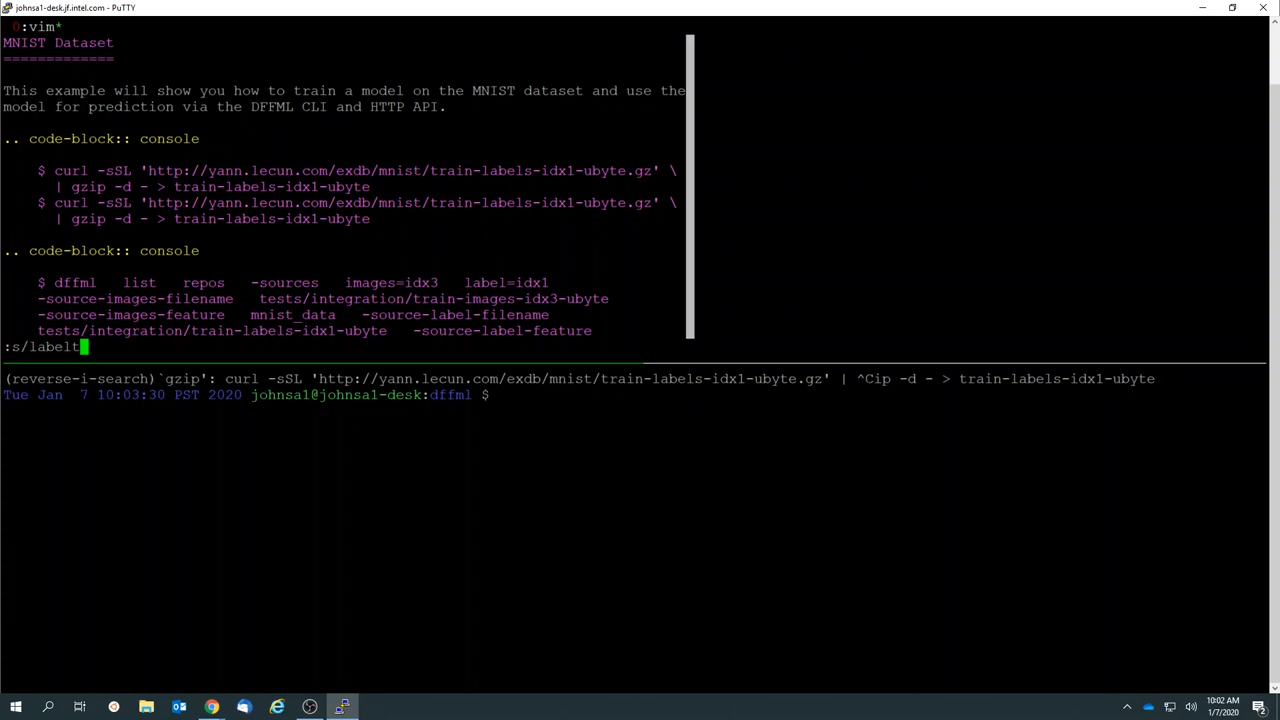 johnsa1-desk.jf.intel.com - PuTTY
0:vim*
MNIST Dataset
=============
This example will show you how to train a model on the MNIST dataset and use the
model for prediction via the DFFML CLI and HTTP API.
.. code-block:: console
$ curl -sSL 'http://yann.lecun.com/exdb/mnist/train-labels-idx1-ubyte.gz' \
| gzip -d - > train-labels-idx1-ubyte
$ curl -sSL 'http://yann.lecun.com/exdb/mnist/train-labels-idx1-ubyte.gz' \
| gzip -d - > train-labels-idx1-ubyte
.. code-block:: console
$ dffml list repos -sources images=idx3 label=idx1
-source-images-filename tests/integration/train-images-idx3-ubyte
-source-images-feature mnist_data -source-label-filename
tests/integration/train-labels-idx1-ubyte -source-label-feature
:s/labelt
(reverse-i-search)`gzip': curl -sSL 'http://yann.lecun.com/exdb/mnist/train-labels-idx1-ubyte.gz' | ^Cip -d - > train-labels-idx1-ubyte
Tue Jan  7 10:03:30 PST 2020 johnsa1@johnsa1-desk:dffml $
10:02 AM
1/7/2020
2